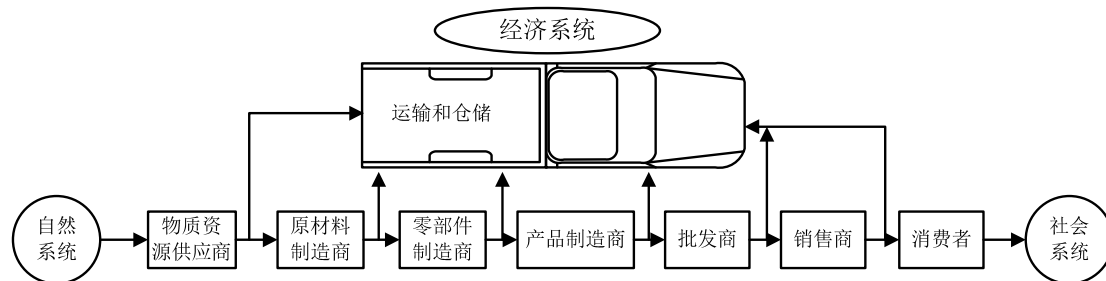 经济系统
运输和仓储
自然
系统
物质资
源供应商
原材料
制造商
零部件
制造商
产品制造商
批发商
销售商
消费者
社会
系统